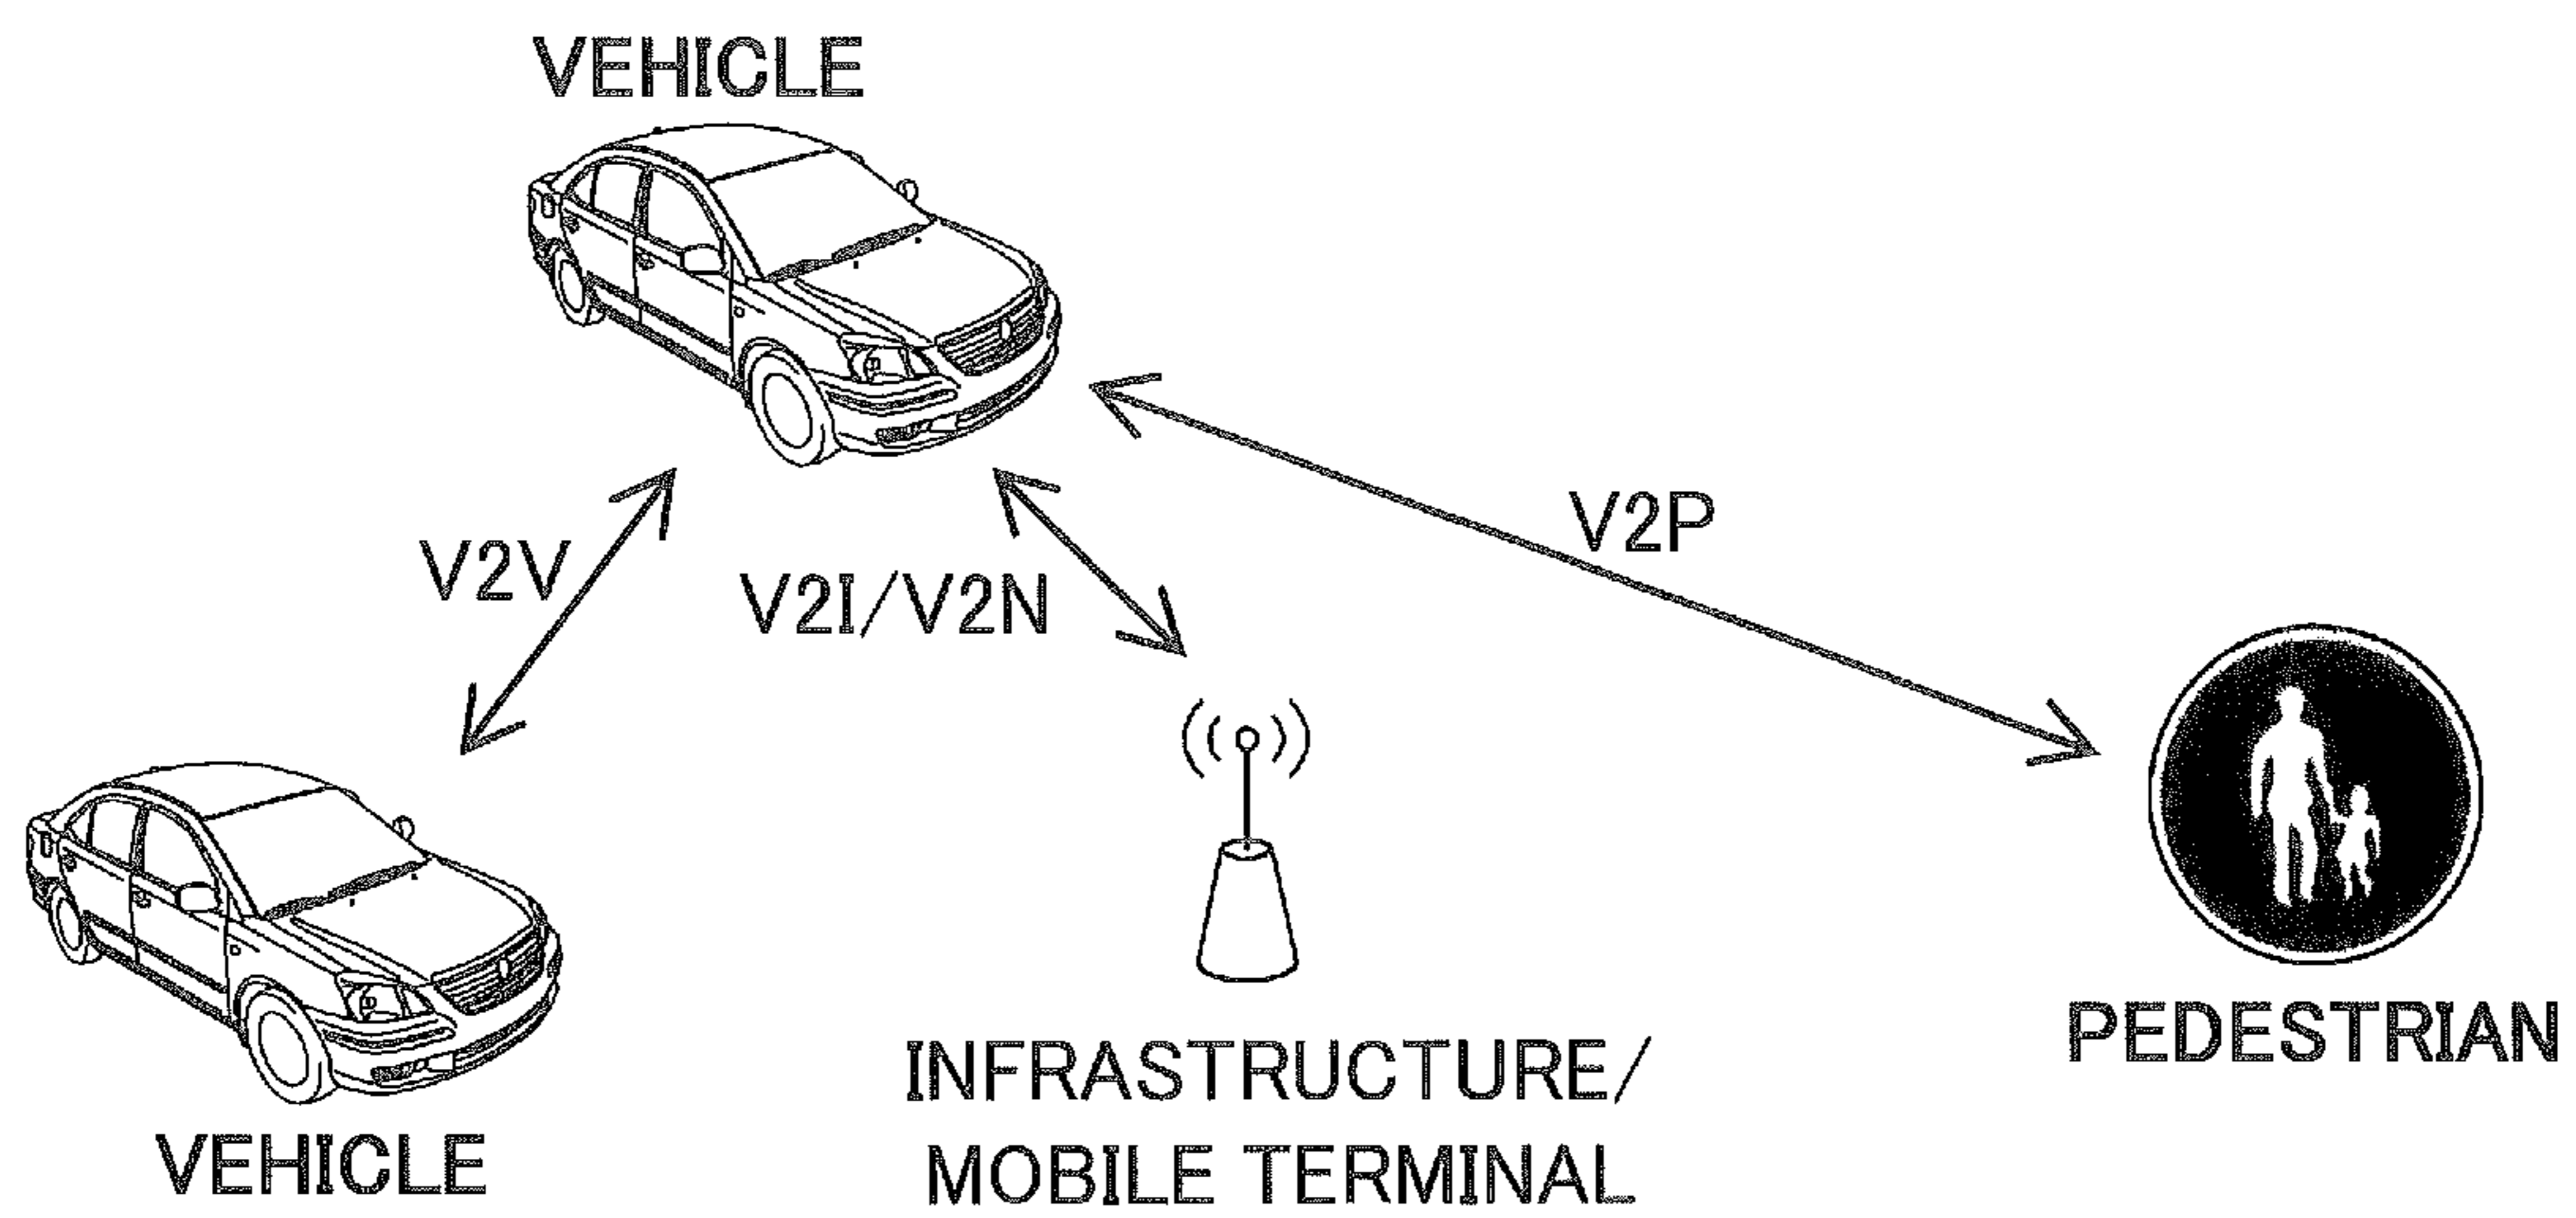 VEHICLE
V2P
V2V
V2I/V2N
PEDESTRIAN
INFRASTRUCTURE/
MOBILE TERMINAL
VEHICLE